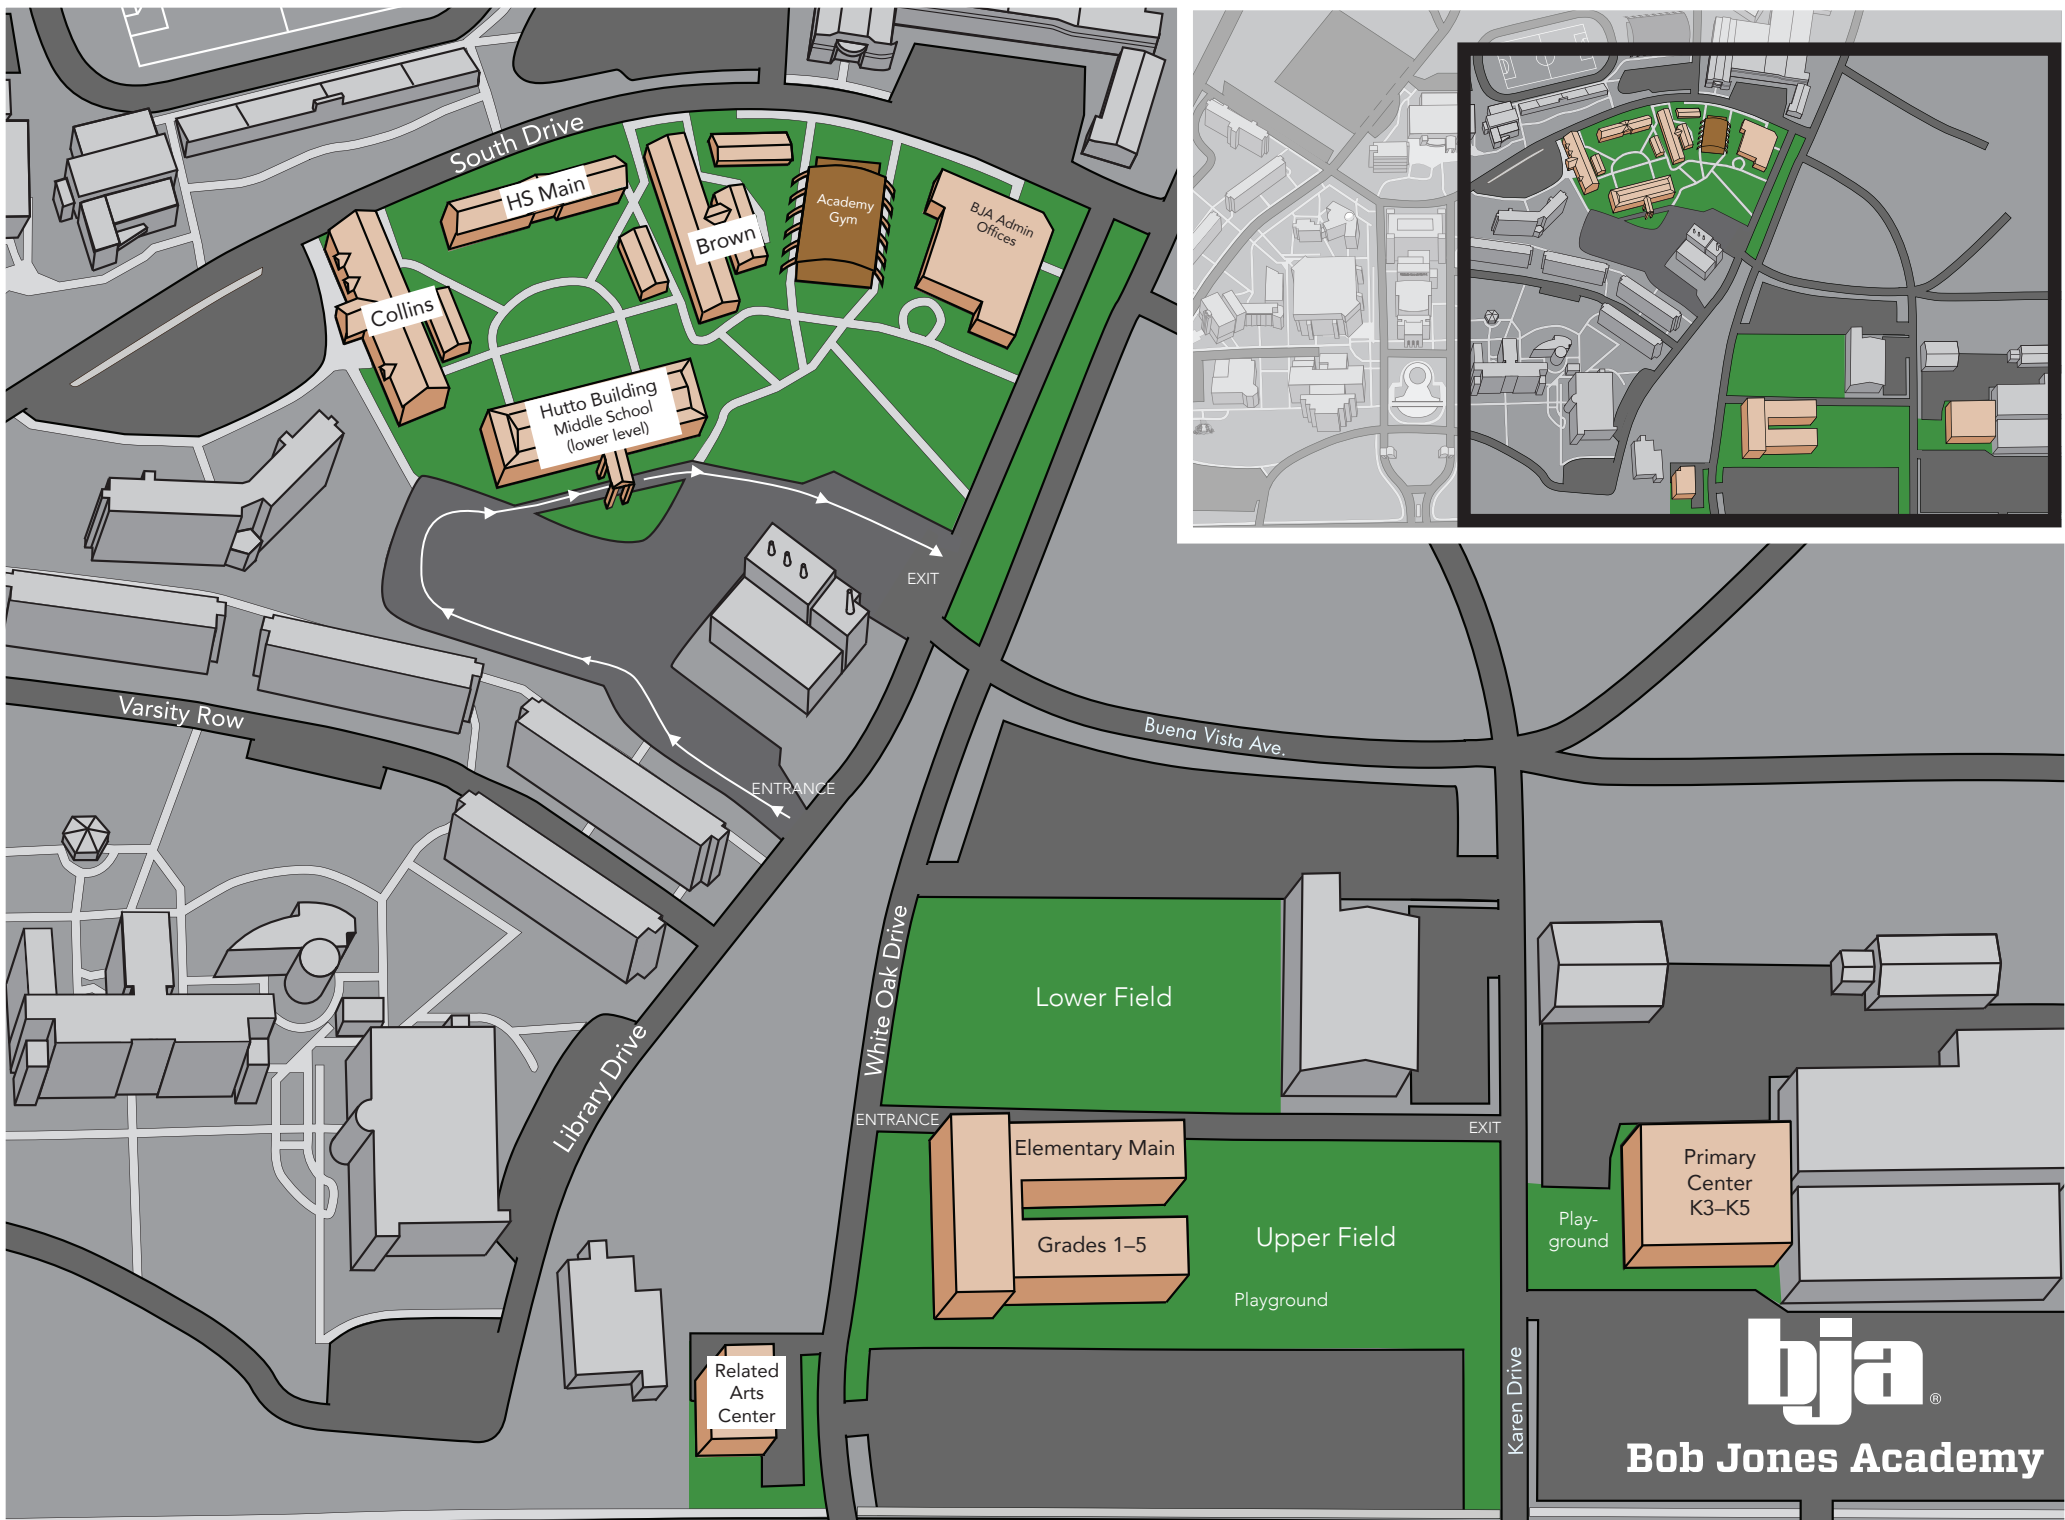 South Drive
HS Main
Brown
Academy
Gym
BJA Admin
Offices
Collins
Hutto Building
Middle School
(lower level)
EXIT
Varsity Row
Buena Vista Ave.
ENTRANCE
White Oak Drive
Lower Field
Library Drive
ENTRANCE
EXIT
Elementary Main
Grades 1–5
Upper Field
Playground
Primary
Center
K3–K5
Play-
ground
Related
Arts
Center
Karen Drive
bja®
Bob Jones Academy